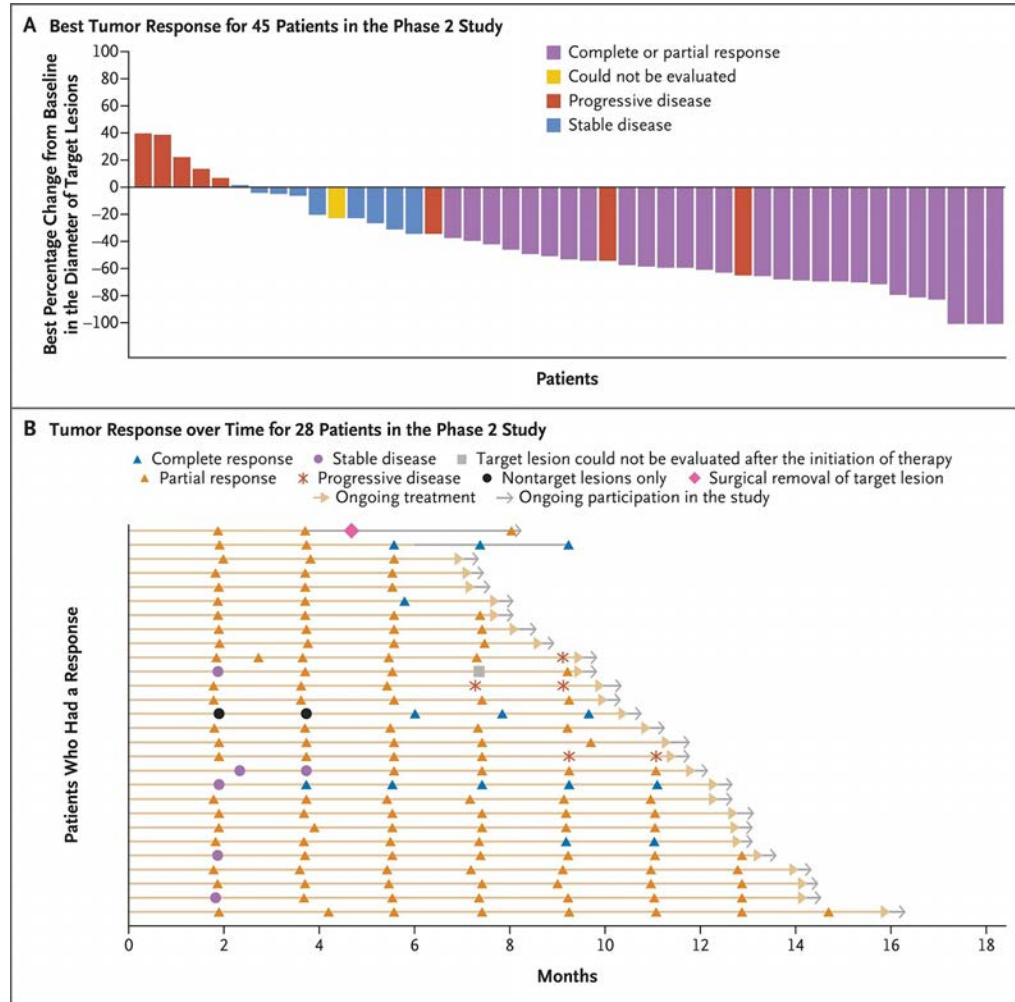 A Best Tumor Response for 45 Patients in the Phase 2 Study
Best Percentage Change from Baseline
in the Diameter of Target Lesions
100
80
60
40
20
0
−20
−40
−60
−80
−100
Complete or partial response
Could not be evaluated
Progressive disease
Stable disease
Patients
B Tumor Response over Time for 28 Patients in the Phase 2 Study
Complete response Stable disease Target lesion could not be evaluated after the initiation of therapy
Partial response Progressive disease Nontarget lesions only Surgical removal of target lesion
Ongoing treatment Ongoing participation in the study
Patients Who Had a Response
0 2 4 6 8 10 12 14 16 18
Months